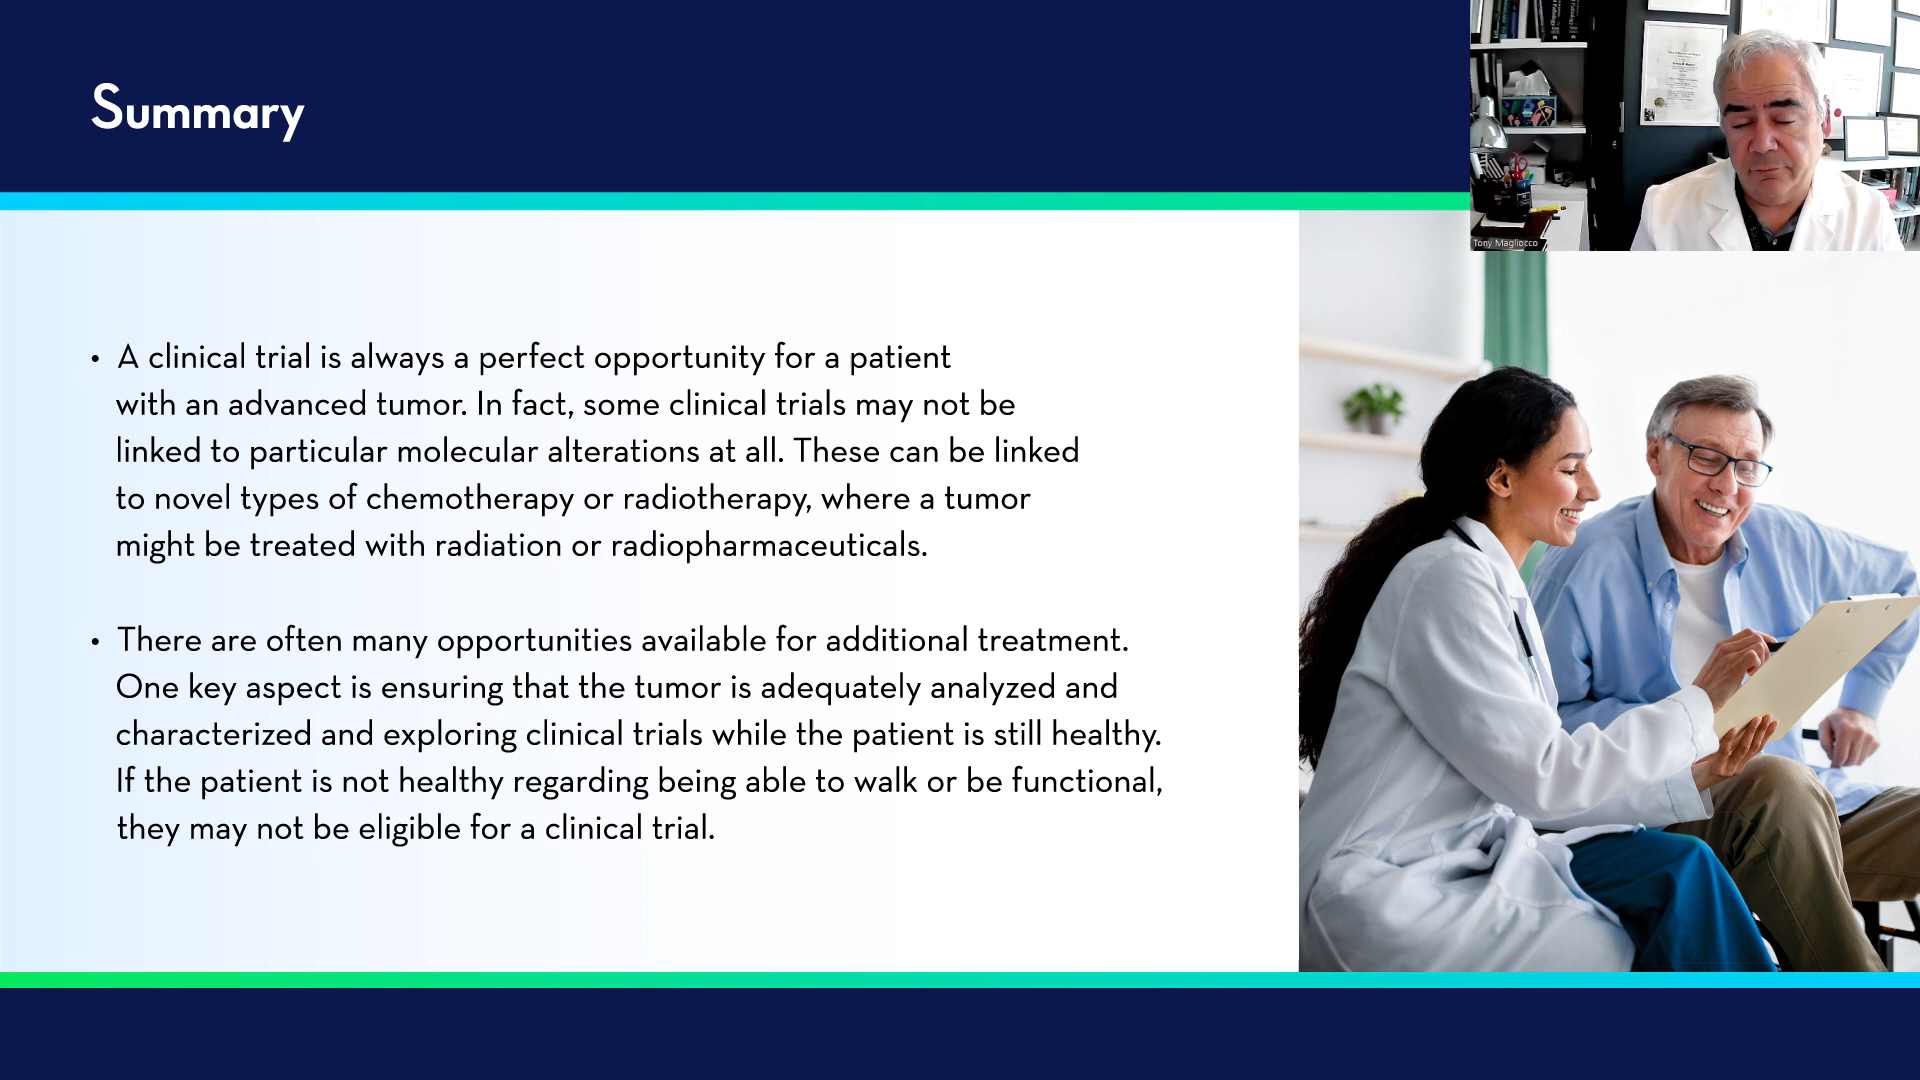 Summary
Tony Magliocco
• A clinical trial is always a perfect opportunity for a patient
with an advanced tumor. In fact, some clinical trials may not be
linked to particular molecular alterations at all. These can be linked
to novel types of chemotherapy or radiotherapy, where a tumor
might be treated with radiation or radiopharmaceuticals.
• There are often many opportunities available for additional treatment.
One key aspect is ensuring that the tumor is adequately analyzed and
characterized and exploring clinical trials while the patient is still healthy.
If the patient is not healthy regarding being able to walk or be functional,
they may not be eligible for a clinical trial.